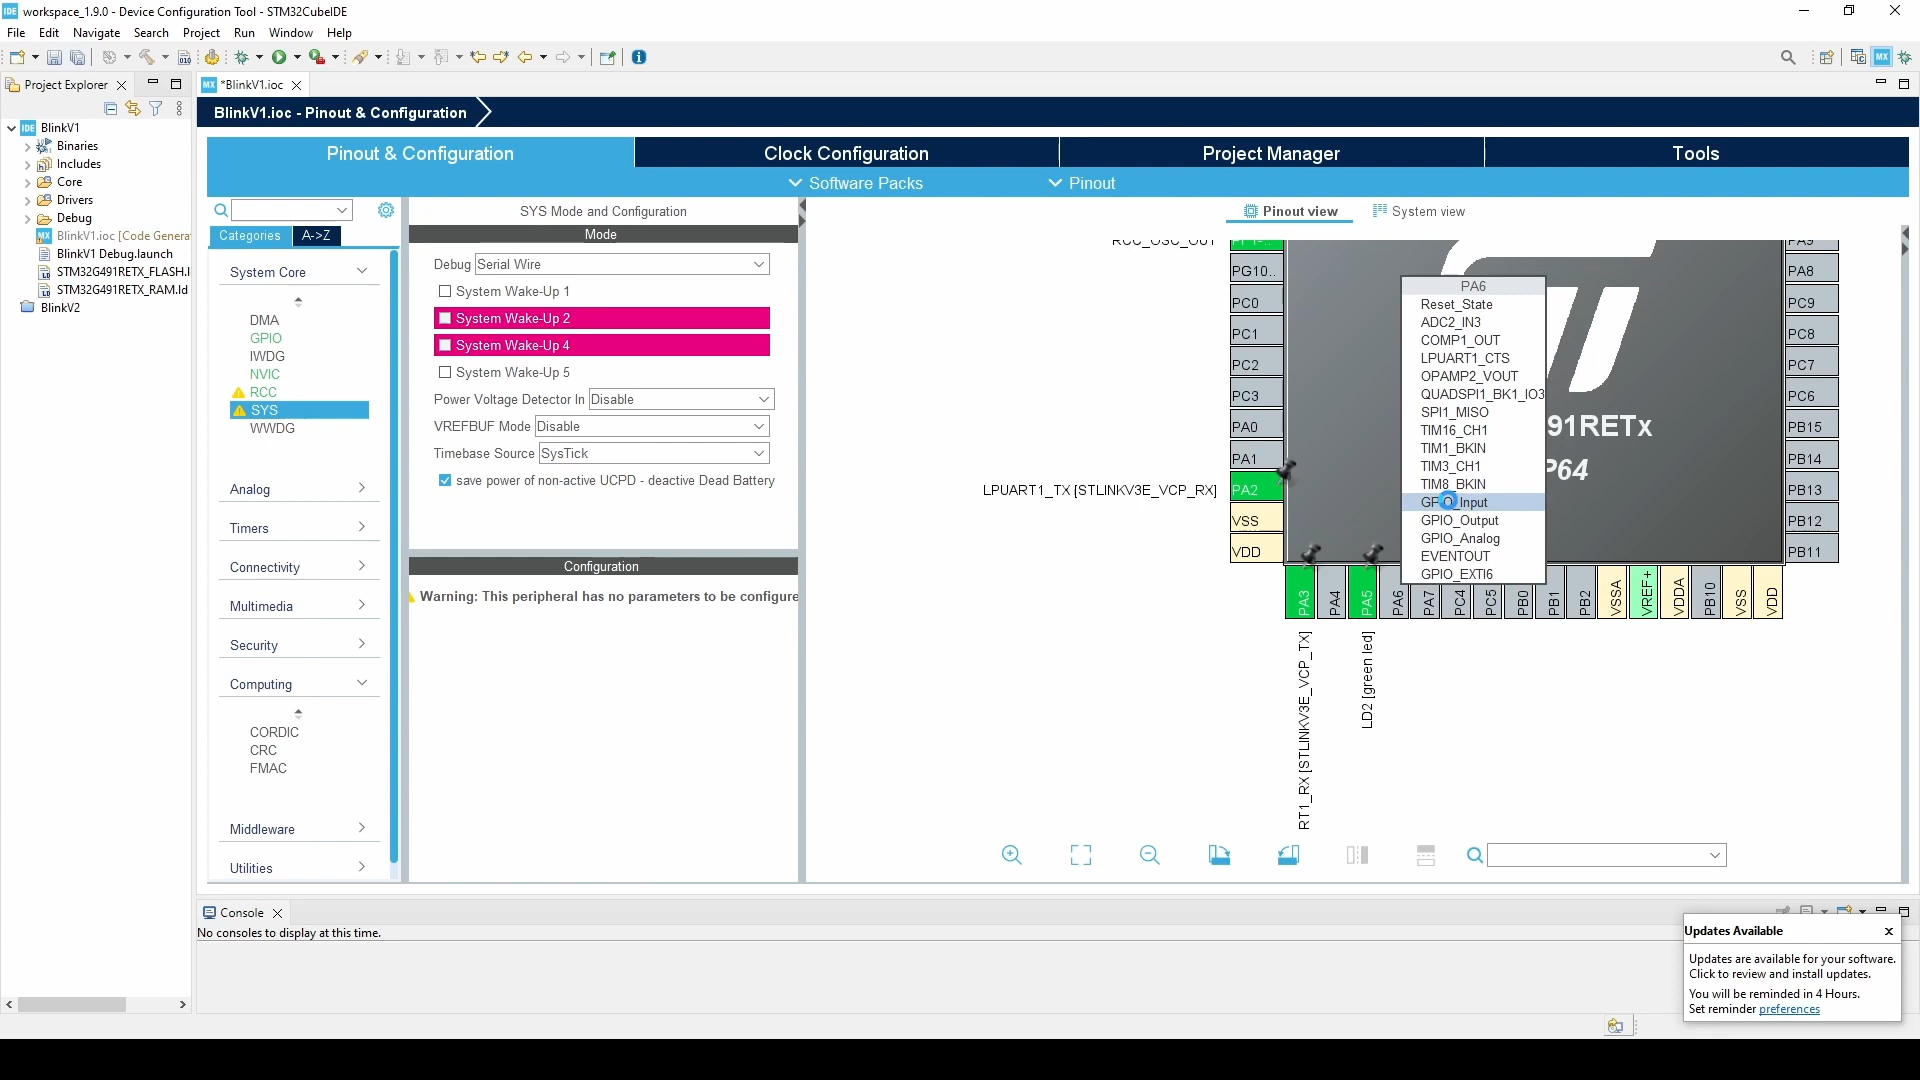 IDE workspace_1.9.0 - Device Configuration Tool - STM32CubeIDE
File Edit Navigate Search Project Run Window Help
Project Explorer
MX *BlinkV1.ioc
BlinkV1.ioc - Pinout & Configuration
IDE BlinkV1
Binaries
Includes
Core
Drivers
Debug
MX BlinkV1.ioc [Code Genera
BlinkV1 Debug.launch
STM32G491RETX_FLASH.l
STM32G491RETX_RAM.ld
BlinkV2
Pinout & Configuration
Clock Configuration
Project Manager
Tools
Software Packs
Pinout
Categories
A->Z
System Core
DMA
GPIO
IWDG
NVIC
RCC
SYS
WWDG
Analog
Timers
Connectivity
Multimedia
Security
Computing
CORDIC
CRC
FMAC
Middleware
Utilities
SYS Mode and Configuration
Mode
Debug Serial Wire
System Wake-Up 1
System Wake-Up 2
System Wake-Up 4
System Wake-Up 5
Power Voltage Detector In Disable
VREFBUF Mode Disable
Timebase Source SysTick
save power of non-active UCPD - deactive Dead Battery
Configuration
Warning: This peripheral has no parameters to be configure
Pinout view
System view
RCC_OSC_OUT
PF1-..
PG10..
PC0
PC1
PC2
PC3
PA0
PA1
LPUART1_TX [STLINKV3E_VCP_RX]
PA2
VSS
VDD
PA6
Reset_State
ADC2_IN3
COMP1_OUT
LPUART1_CTS
OPAMP2_VOUT
QUADSPI1_BK1_IO3
SPI1_MISO
TIM16_CH1
TIM1_BKIN
TIM3_CH1
TIM8_BKIN
GPIO_Input
GPIO_Output
GPIO_Analog
EVENTOUT
GPIO_EXTI6
91RETx
P64
PA9
PA8
PC9
PC8
PC7
PC6
PB15
PB14
PB13
PB12
PB11
PA3
PA4
PA5
PA6
PA7
PC4
PC5
PB0
PB1
PB2
VSSA
VREF+
VDDA
PB10
VSS
VDD
RT1_RX [STLINKV3E_VCP_TX]
LD2 [green led]
Console
No consoles to display at this time.
Updates Available
Updates are available for your software.
Click to review and install updates.
You will be reminded in 4 Hours.
Set reminder preferences